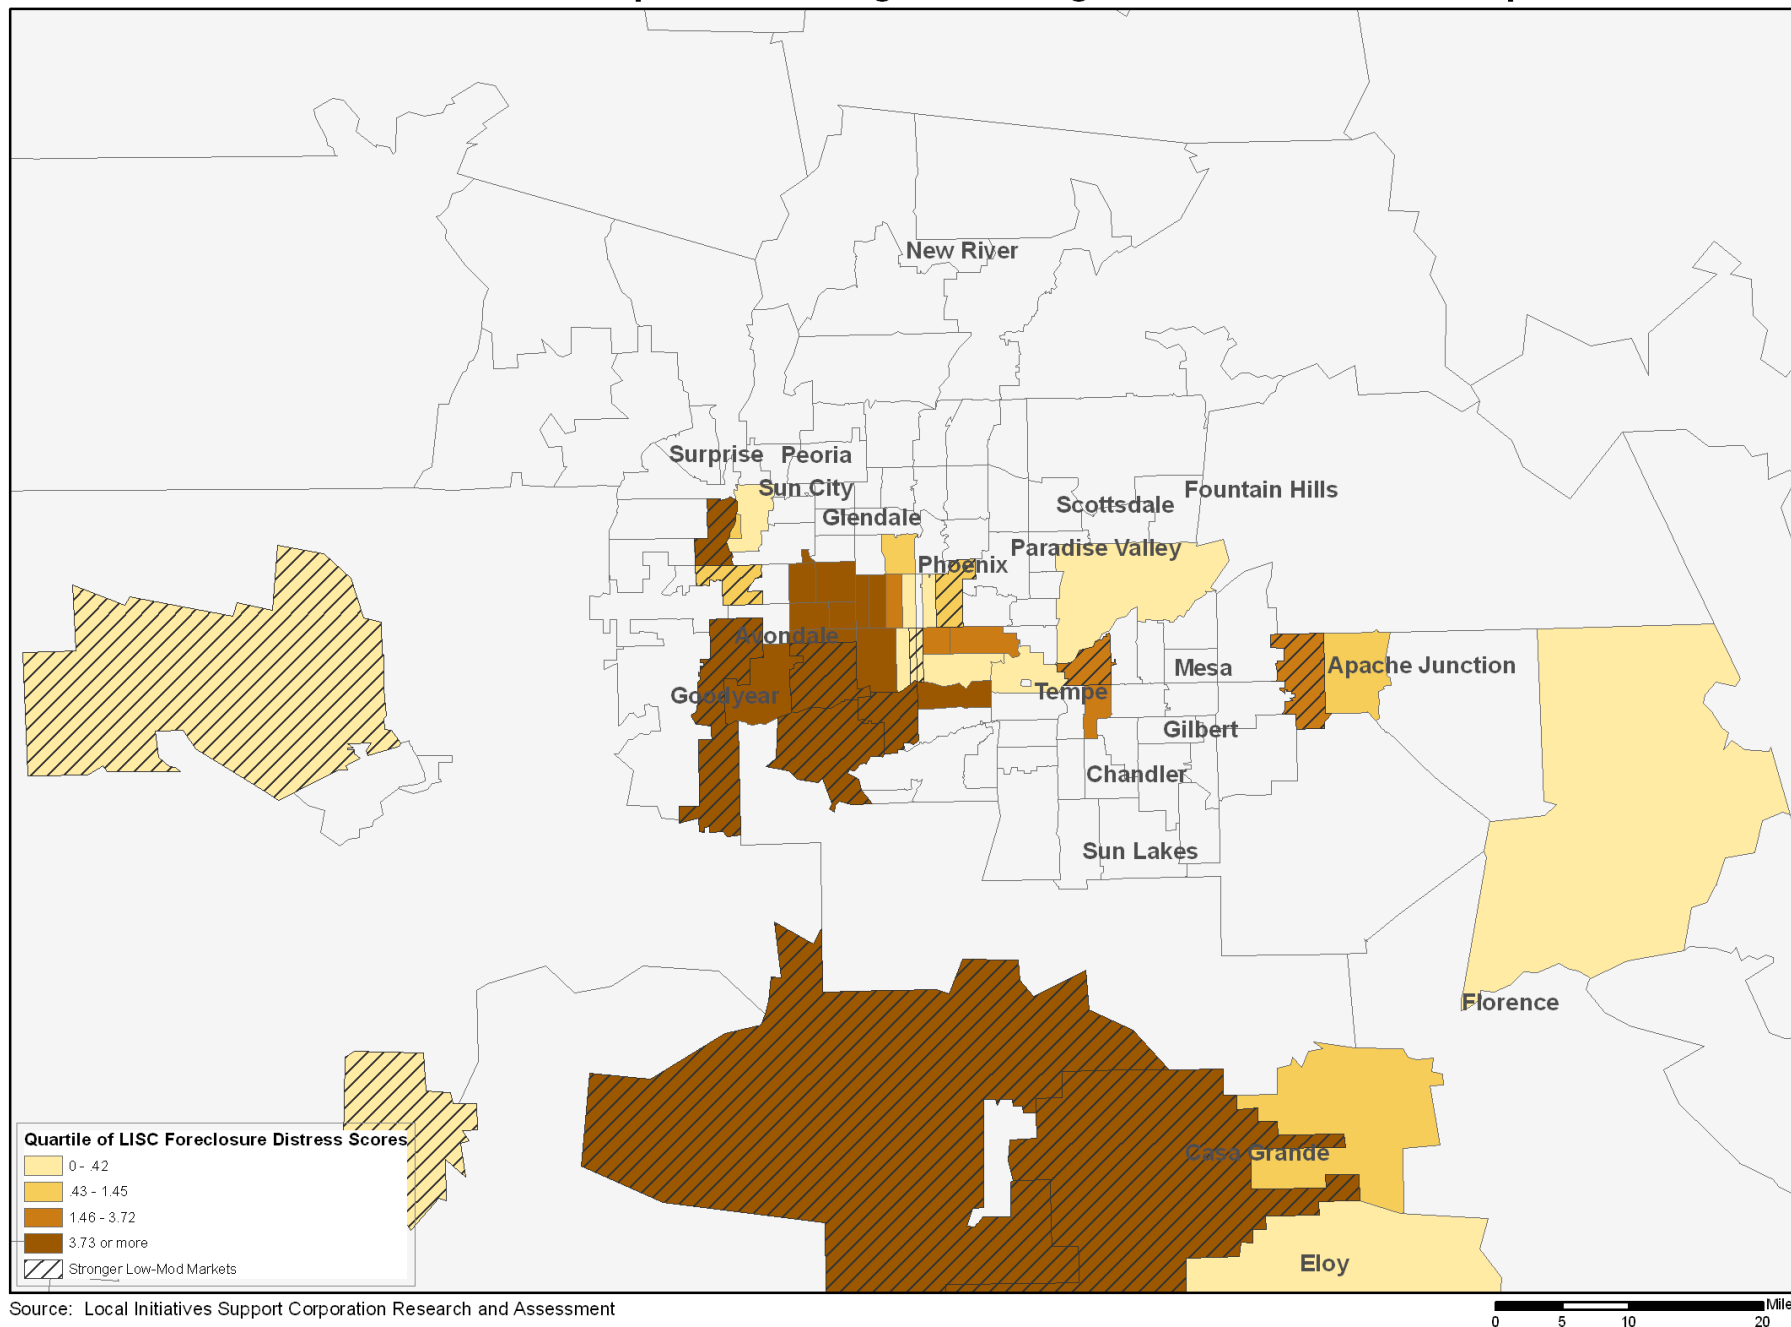 New River
Surprise Peoria
Sun City
Fountain Hills
Scottsdale
Glendale
Paradise Valley
Phoenix
Avondale
Mesa
Apache Junction
Tempe
Goodyear
Gilbert
Chandler
Sun Lakes
Florence
Casa Grande
Eloy
Quartile of LISC Foreclosure Distress Scores
0 - .42
.43 - 1.45
1.46 - 3.72
3.73 or more
Stronger Low-Mod Markets
Source: Local Initiatives Support Corporation Research and Assessment
Mile
0 5 10 20